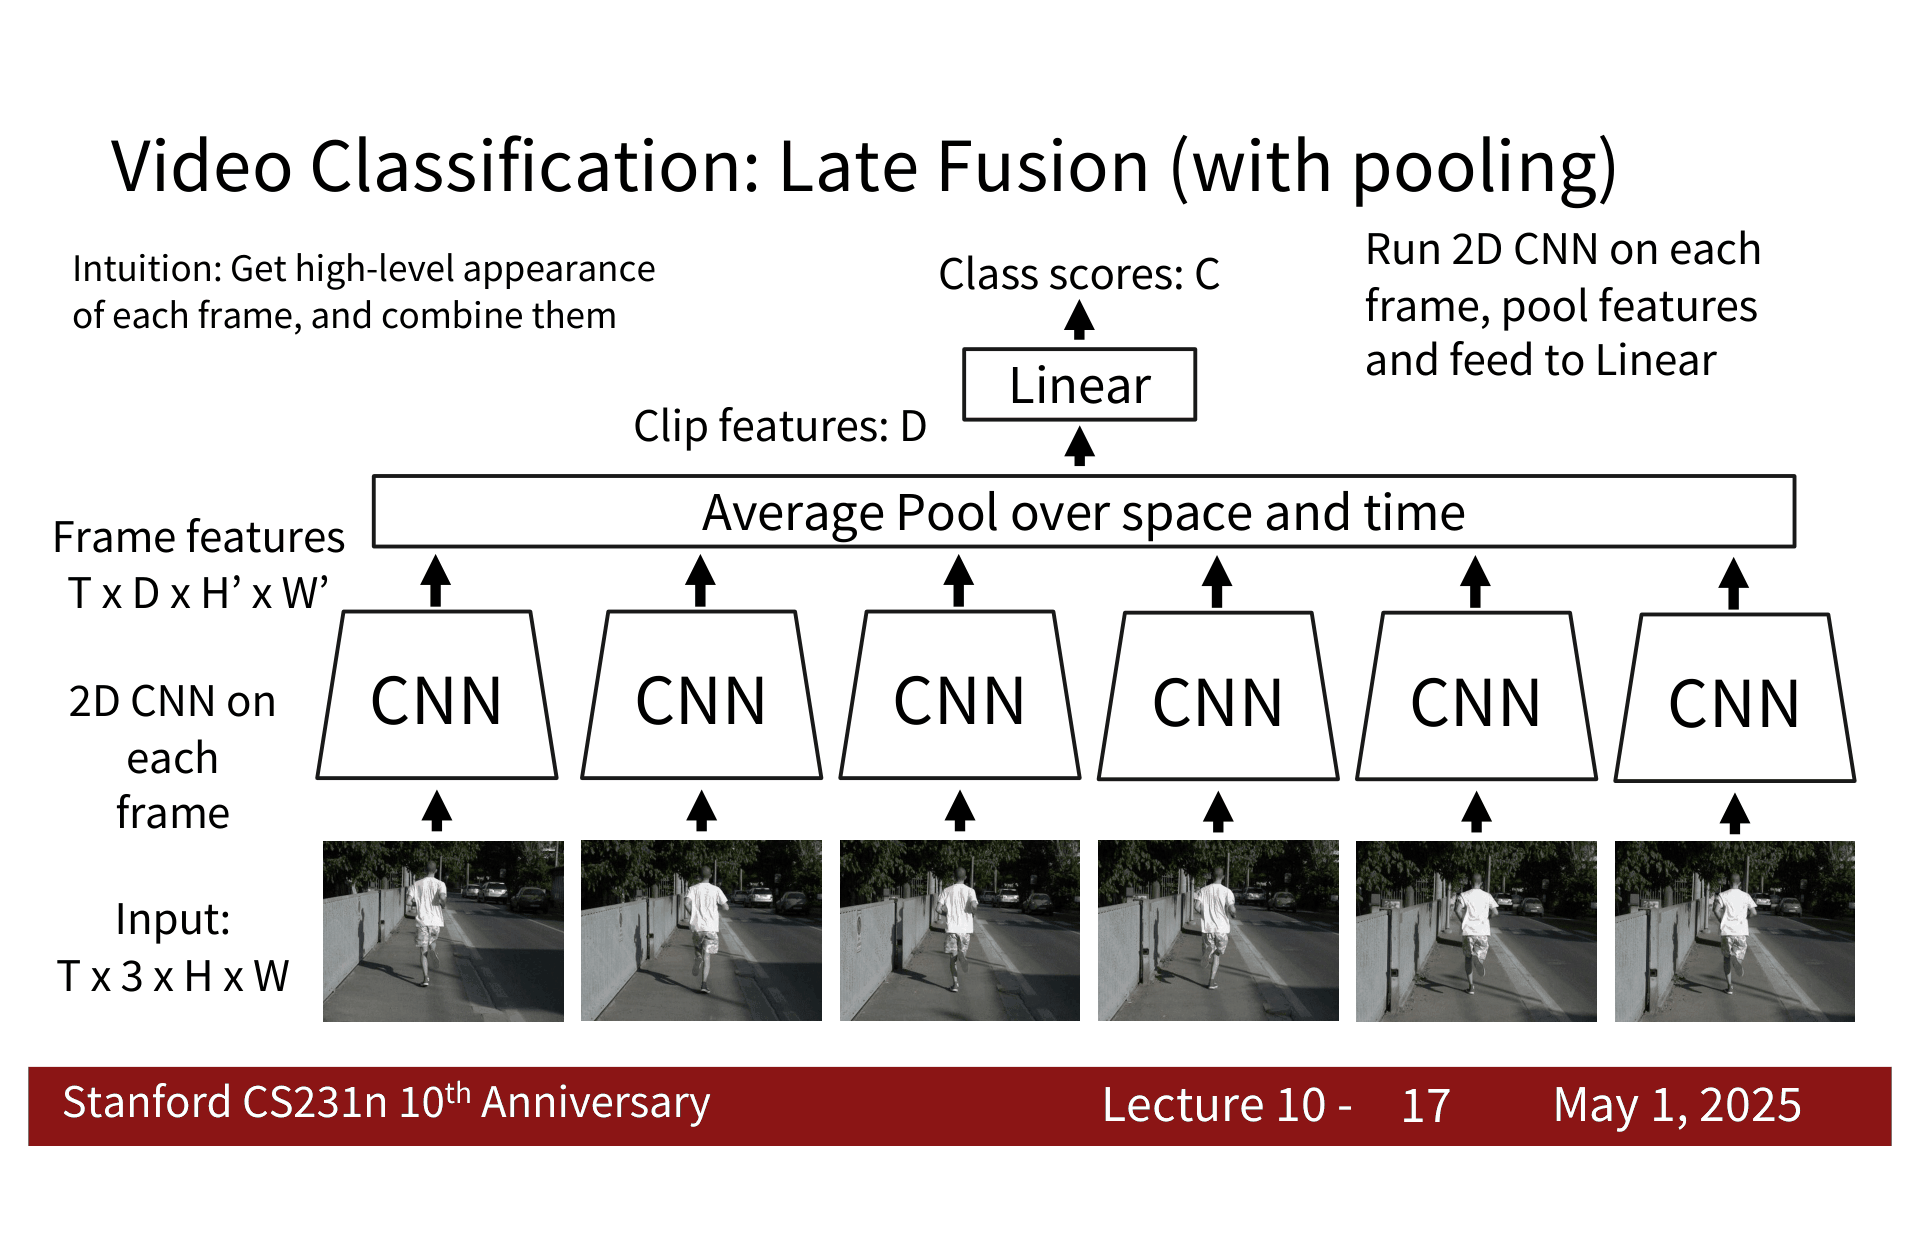 Video Classification: Late Fusion (with pooling)
Intuition: Get high-level appearance
of each frame, and combine them
Class scores: C
Run 2D CNN on each
frame, pool features
and feed to Linear
Linear
Clip features: D
Average Pool over space and time
Frame features
T x D x H’ x W’
CNN CNN CNN CNN CNN CNN
2D CNN on
each
frame
Input:
T x 3 x H x W
Stanford CS231n 10th Anniversary Lecture 10 - 17 May 1, 2025